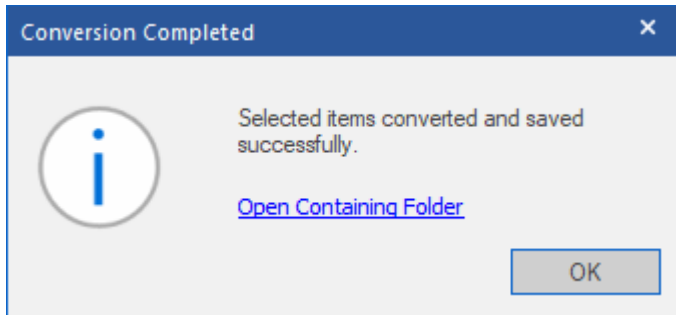 Conversion Completed
Selected items converted and saved
successfully.
Open Containing Folder
OK